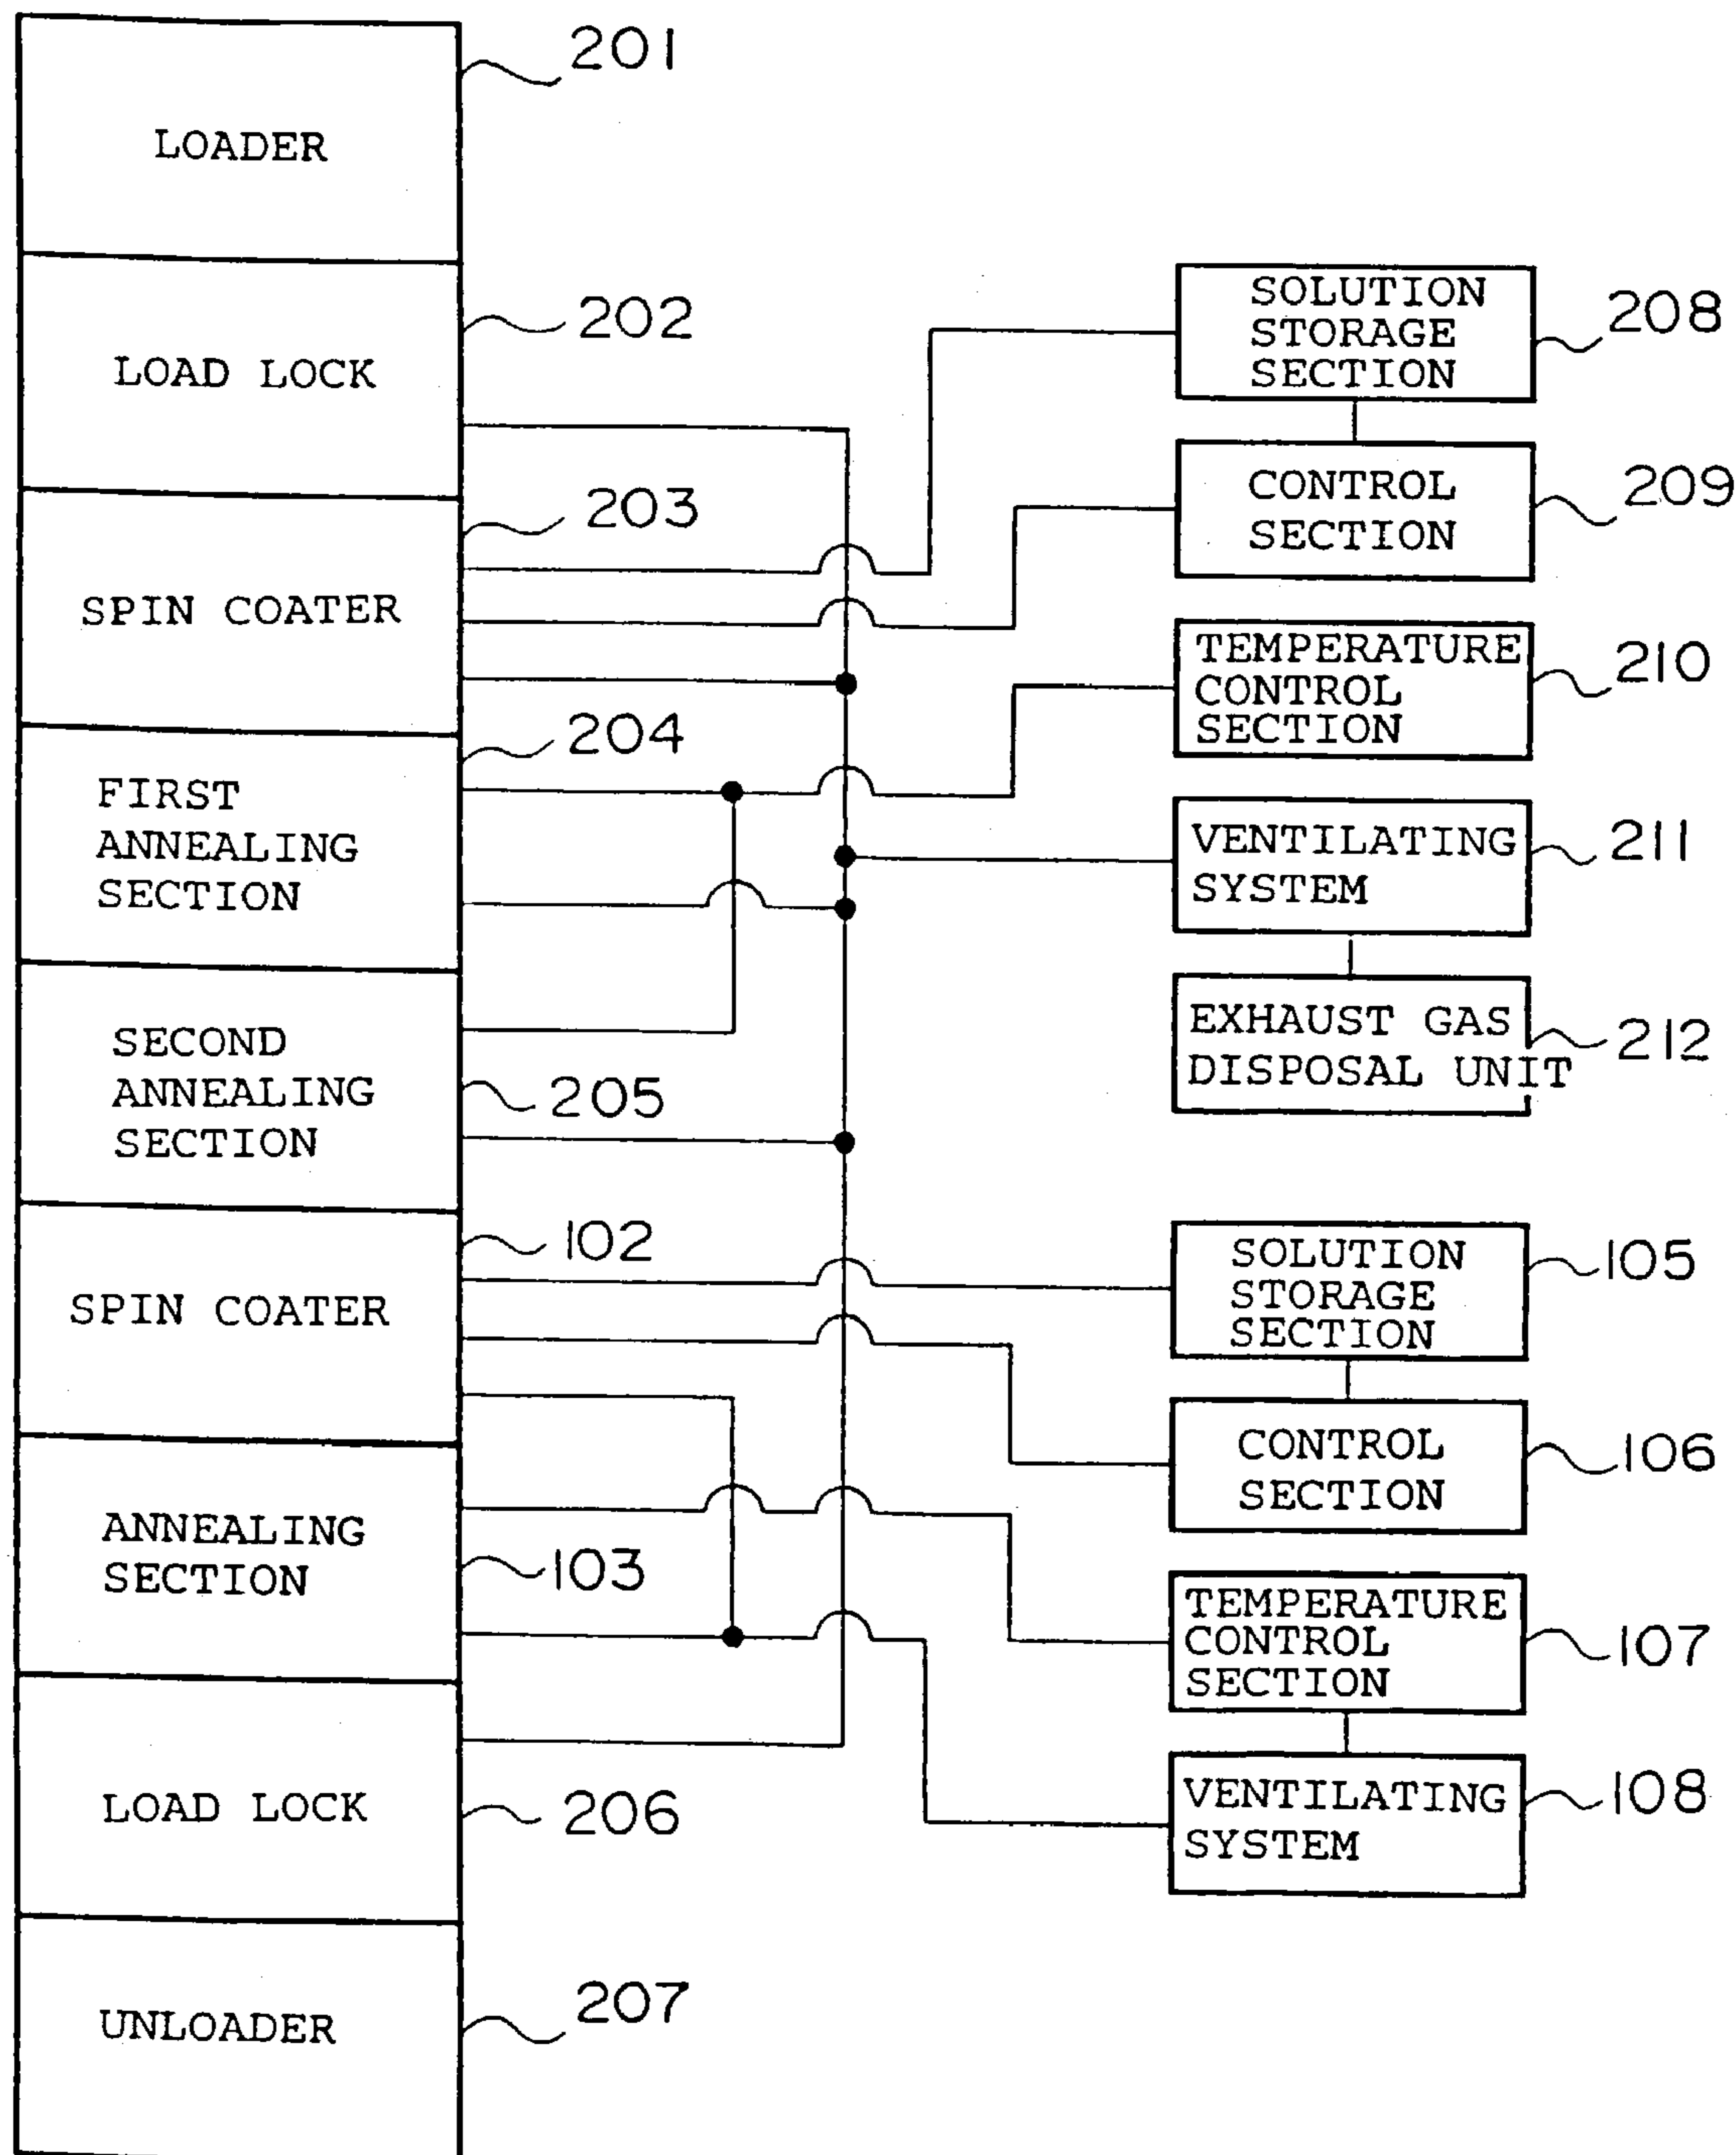 LOADER
201
LOAD LOCK
202
SPIN COATER
203
FIRST
ANNEALING
SECTION
204
SECOND
ANNEALING
SECTION
205
SPIN COATER
102
ANNEALING
SECTION
103
LOAD LOCK
206
UNLOADER
207
SOLUTION
STORAGE
SECTION
208
CONTROL
SECTION
209
TEMPERATURE
CONTROL
SECTION
210
VENTILATING
SYSTEM
211
EXHAUST GAS
DISPOSAL UNIT
212
SOLUTION
STORAGE
SECTION
105
CONTROL
SECTION
106
TEMPERATURE
CONTROL
SECTION
107
VENTILATING
SYSTEM
108